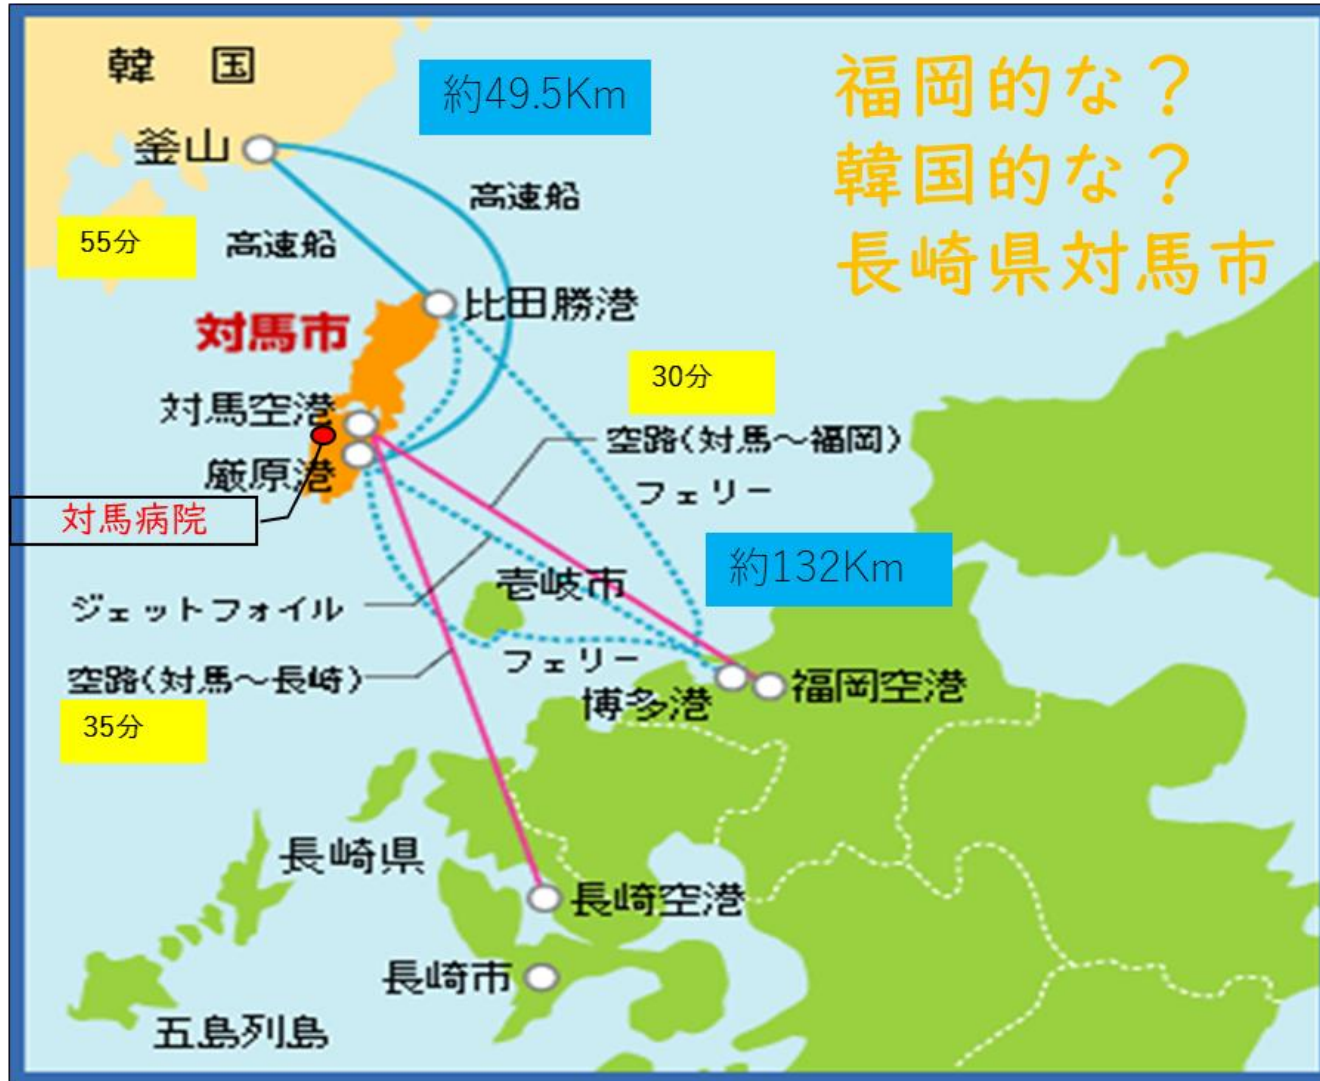 韓 国
約49.5Km
福岡的な？
韓国的な？
長崎県対馬市
釜山
高速船
55分
高速船
比田勝港
対馬市
30分
対馬空港
空路(対馬〜福岡)
厳原港
フェリー
対馬病院
約132Km
壱岐市
ジェットフォイル
フェリー
空路(対馬〜長崎)
福岡空港
博多港
35分
長崎県
長崎空港
長崎市
五島列島